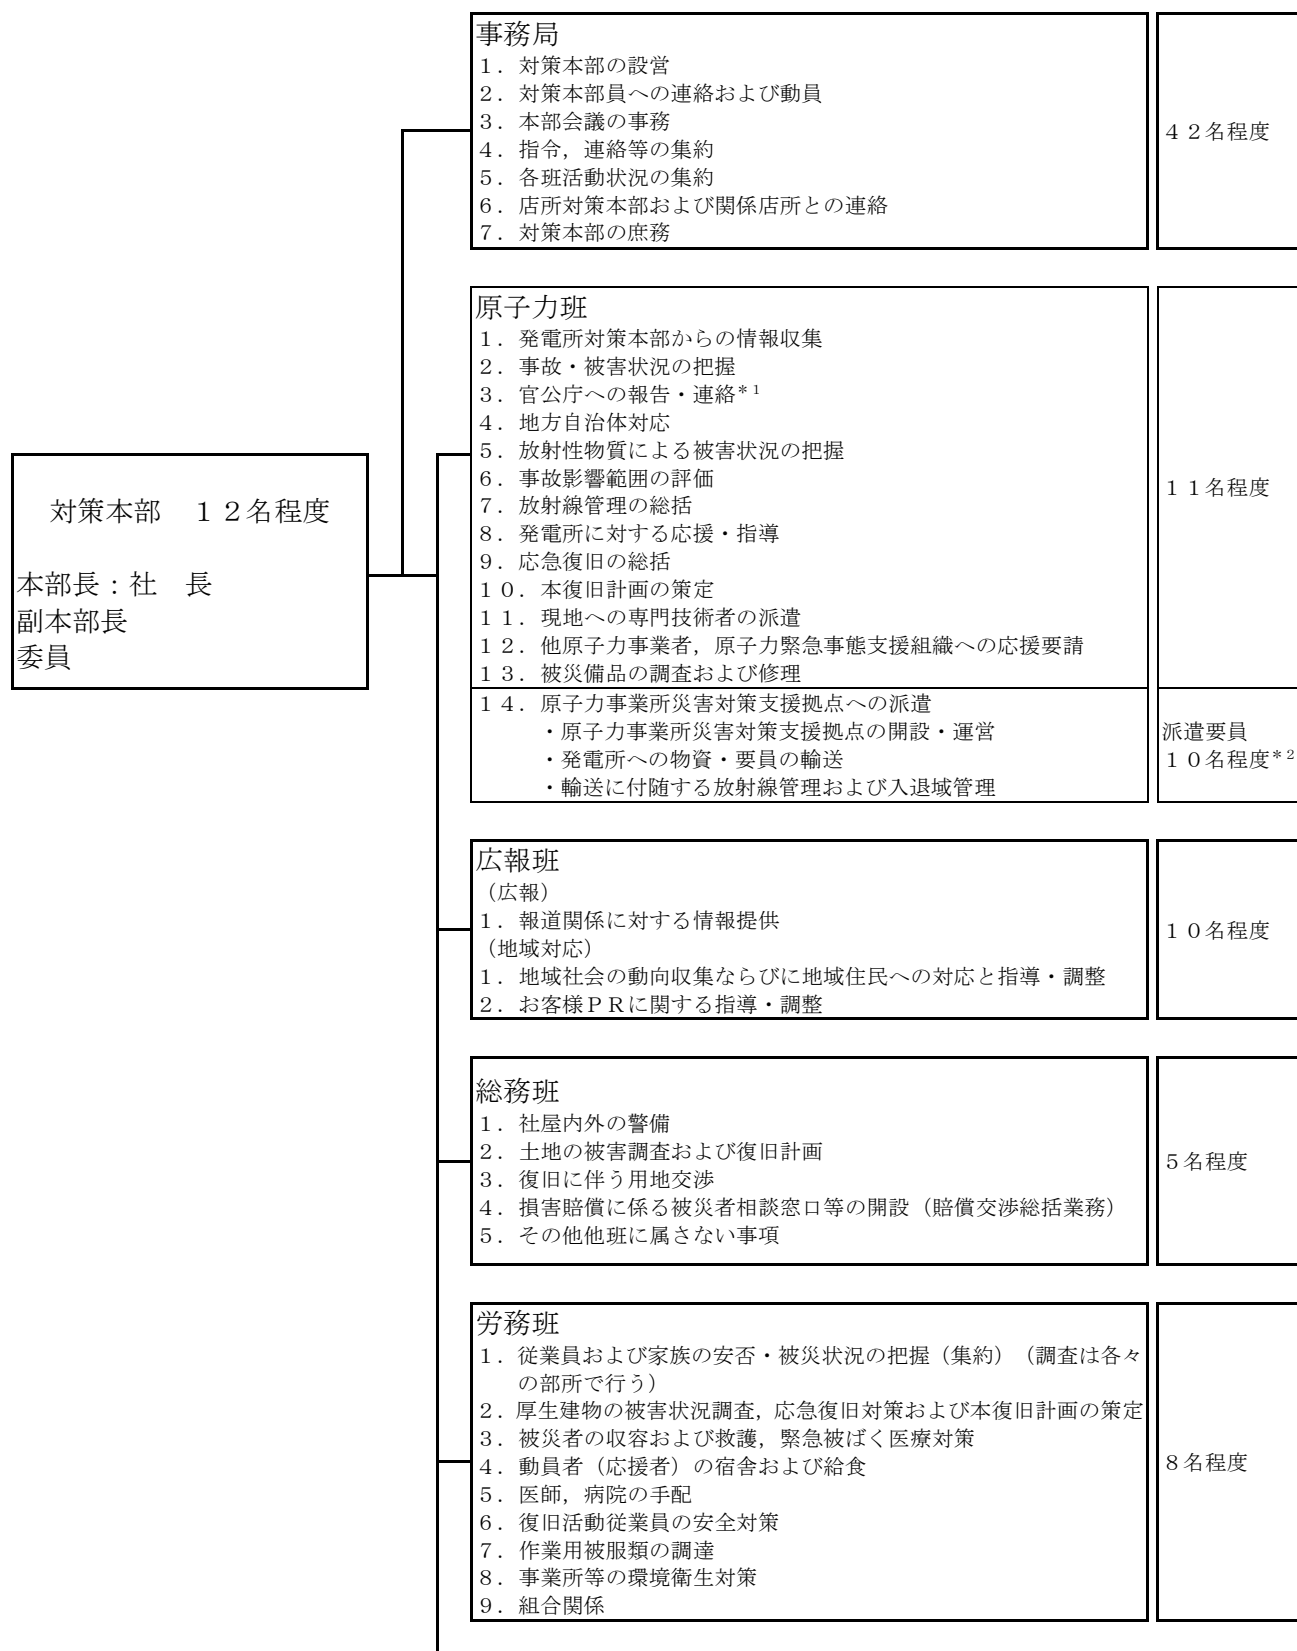 事務局
１．対策本部の設営
２．対策本部員への連絡および動員
３．本部会議の事務
４．指令，連絡等の集約
５．各班活動状況の集約
６．店所対策本部および関係店所との連絡
７．対策本部の庶務
４２名程度
原子力班
１．発電所対策本部からの情報収集
２．事故・被害状況の把握
３．官公庁への報告・連絡＊１
４．地方自治体対応
５．放射性物質による被害状況の把握
６．事故影響範囲の評価
７．放射線管理の総括
８．発電所に対する応援・指導
９．応急復旧の総括
１０．本復旧計画の策定
１１．現地への専門技術者の派遣
１２．他原子力事業者，原子力緊急事態支援組織への応援要請
１３．被災備品の調査および修理
１１名程度
１４．原子力事業所災害対策支援拠点への派遣
・原子力事業所災害対策支援拠点の開設・運営
・発電所への物資・要員の輸送
・輸送に付随する放射線管理および入退域管理
派遣要員
１０名程度＊２
対策本部　１２名程度
本部長：社　長
副本部長
委員
広報班
（広報）
１．報道関係に対する情報提供
（地域対応）
１．地域社会の動向収集ならびに地域住民への対応と指導・調整
２．お客様ＰＲに関する指導・調整
１０名程度
総務班
１．社屋内外の警備
２．土地の被害調査および復旧計画
３．復旧に伴う用地交渉
４．損害賠償に係る被災者相談窓口等の開設（賠償交渉総括業務）
５．その他他班に属さない事項
５名程度
労務班
１．従業員および家族の安否・被災状況の把握（集約）（調査は各々
の部所で行う）
２．厚生建物の被害状況調査，応急復旧対策および本復旧計画の策定
３．被災者の収容および救護，緊急被ばく医療対策
４．動員者（応援者）の宿舎および給食
５．医師，病院の手配
６．復旧活動従業員の安全対策
７．作業用被服類の調達
８．事業所等の環境衛生対策
９．組合関係
８名程度